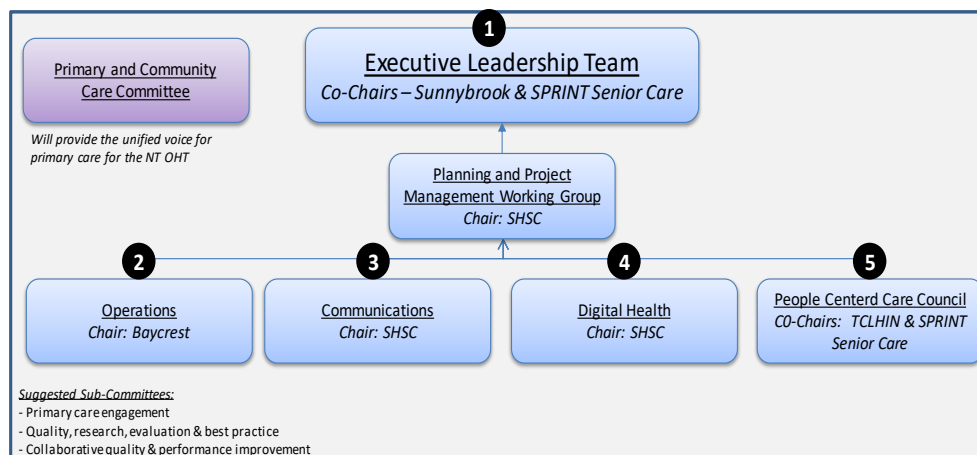 1
Executive Leadership Team
Co-Chairs – Sunnybrook & SPRINT Senior Care
Primary and Community
Care Committee
Will provide the unified voice for
primary care for the NT OHT
Planning and Project
Management Working Group
Chair: SHSC
2
Operations
Chair: Baycrest
3
Communications
Chair: SHSC
4
Digital Health
Chair: SHSC
5
People Centerd Care Council
C0-Chairs: TCLHIN & SPRINT
Senior Care
Suggested Sub-Committees:
- Primary care engagement
- Quality, research, evaluation & best practice
- Collaborative quality & performance improvement